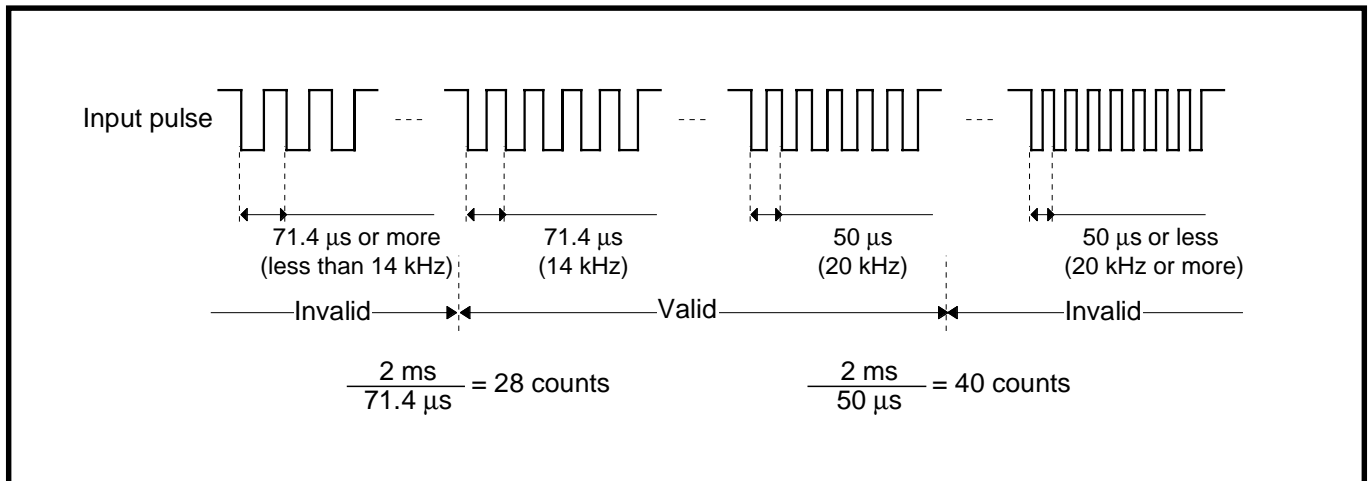 Input pulse
71.4 μs or more
(less than 14 kHz)
71.4 μs
(14 kHz)
50 μs
(20 kHz)
50 μs or less
(20 kHz or more)
Invalid
Valid
Invalid
2 ms
71.4 μs
= 28 counts
2 ms
50 μs
= 40 counts